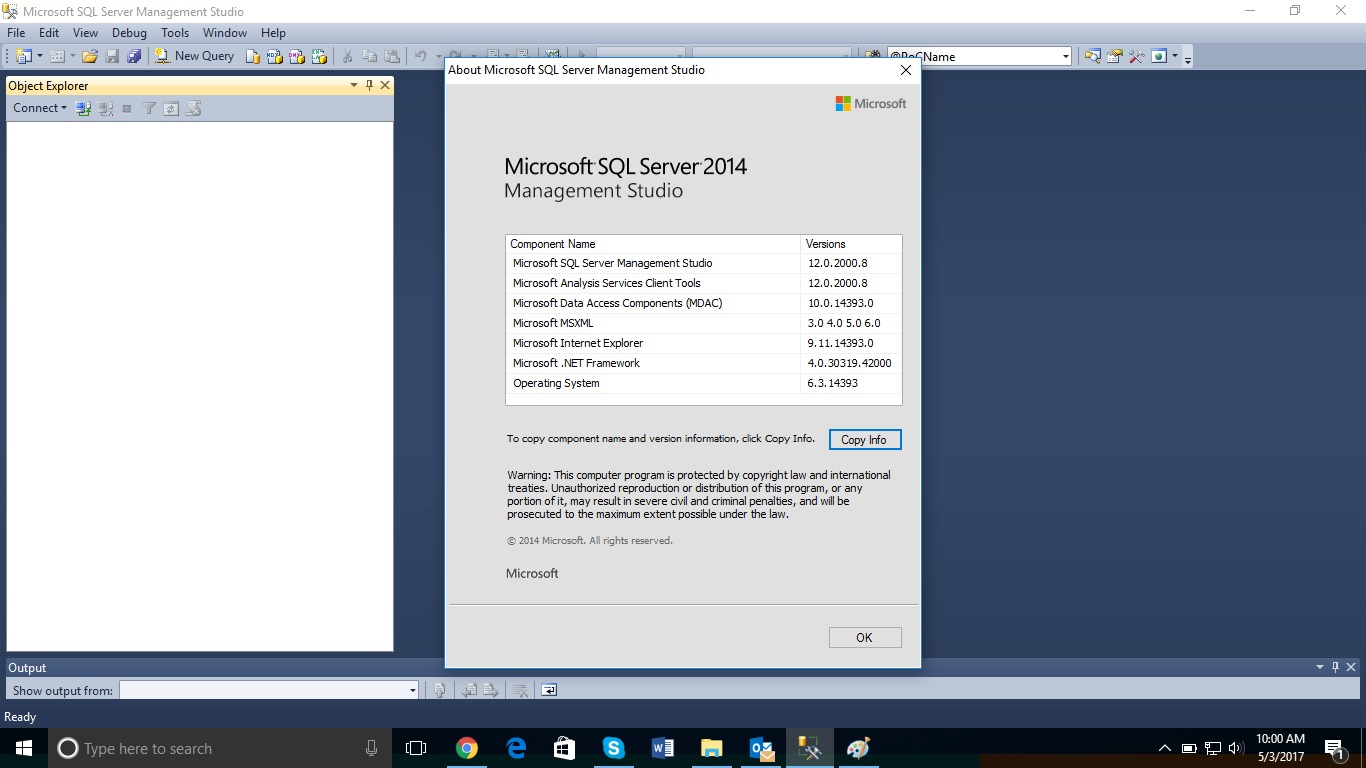 Microsoft SQL Server Management Studio
File Edit View Debug Tools Window Help
New Query
@PoCName
Object Explorer
Connect
About Microsoft SQL Server Management Studio
Microsoft
Microsoft SQL Server 2014
Management Studio
Component Name Versions
Microsoft SQL Server Management Studio 12.0.2000.8
Microsoft Analysis Services Client Tools 12.0.2000.8
Microsoft Data Access Components (MDAC) 10.0.14393.0
Microsoft MSXML 3.0 4.0 5.0 6.0
Microsoft Internet Explorer 9.11.14393.0
Microsoft .NET Framework 4.0.30319.42000
Operating System 6.3.14393
To copy component name and version information, click Copy Info. Copy Info
Warning: This computer program is protected by copyright law and international
treaties. Unauthorized reproduction or distribution of this program, or any
portion of it, may result in severe civil and criminal penalties, and will be
prosecuted to the maximum extent possible under the law.
© 2014 Microsoft. All rights reserved.
Microsoft
OK
Output
Show output from:
Ready
Type here to search
10:00 AM
5/3/2017
1